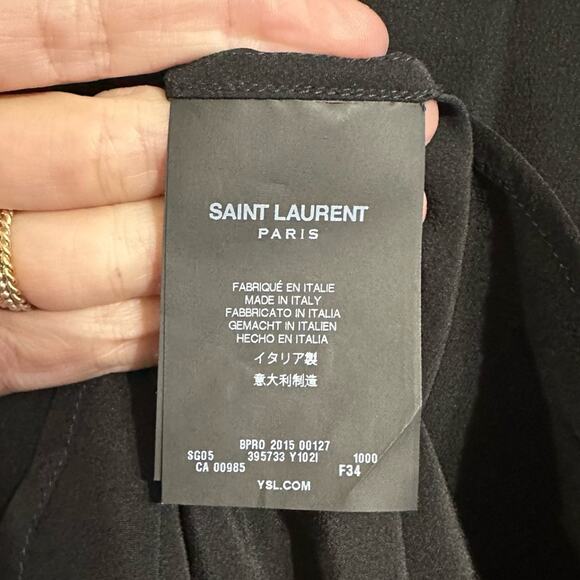 SAINT LAURENT
PARIS
FABRIQUÉ EN ITALIE
MADE IN ITALY
FABBRICATO IN ITALIA
GEMACHT IN ITALIEN
HECHO EN ITALIA
イタリア製
意大利制造
BPRO 2015 00127
SG05 395733 Y102I 1000
CA 00985 F34
YSL.COM